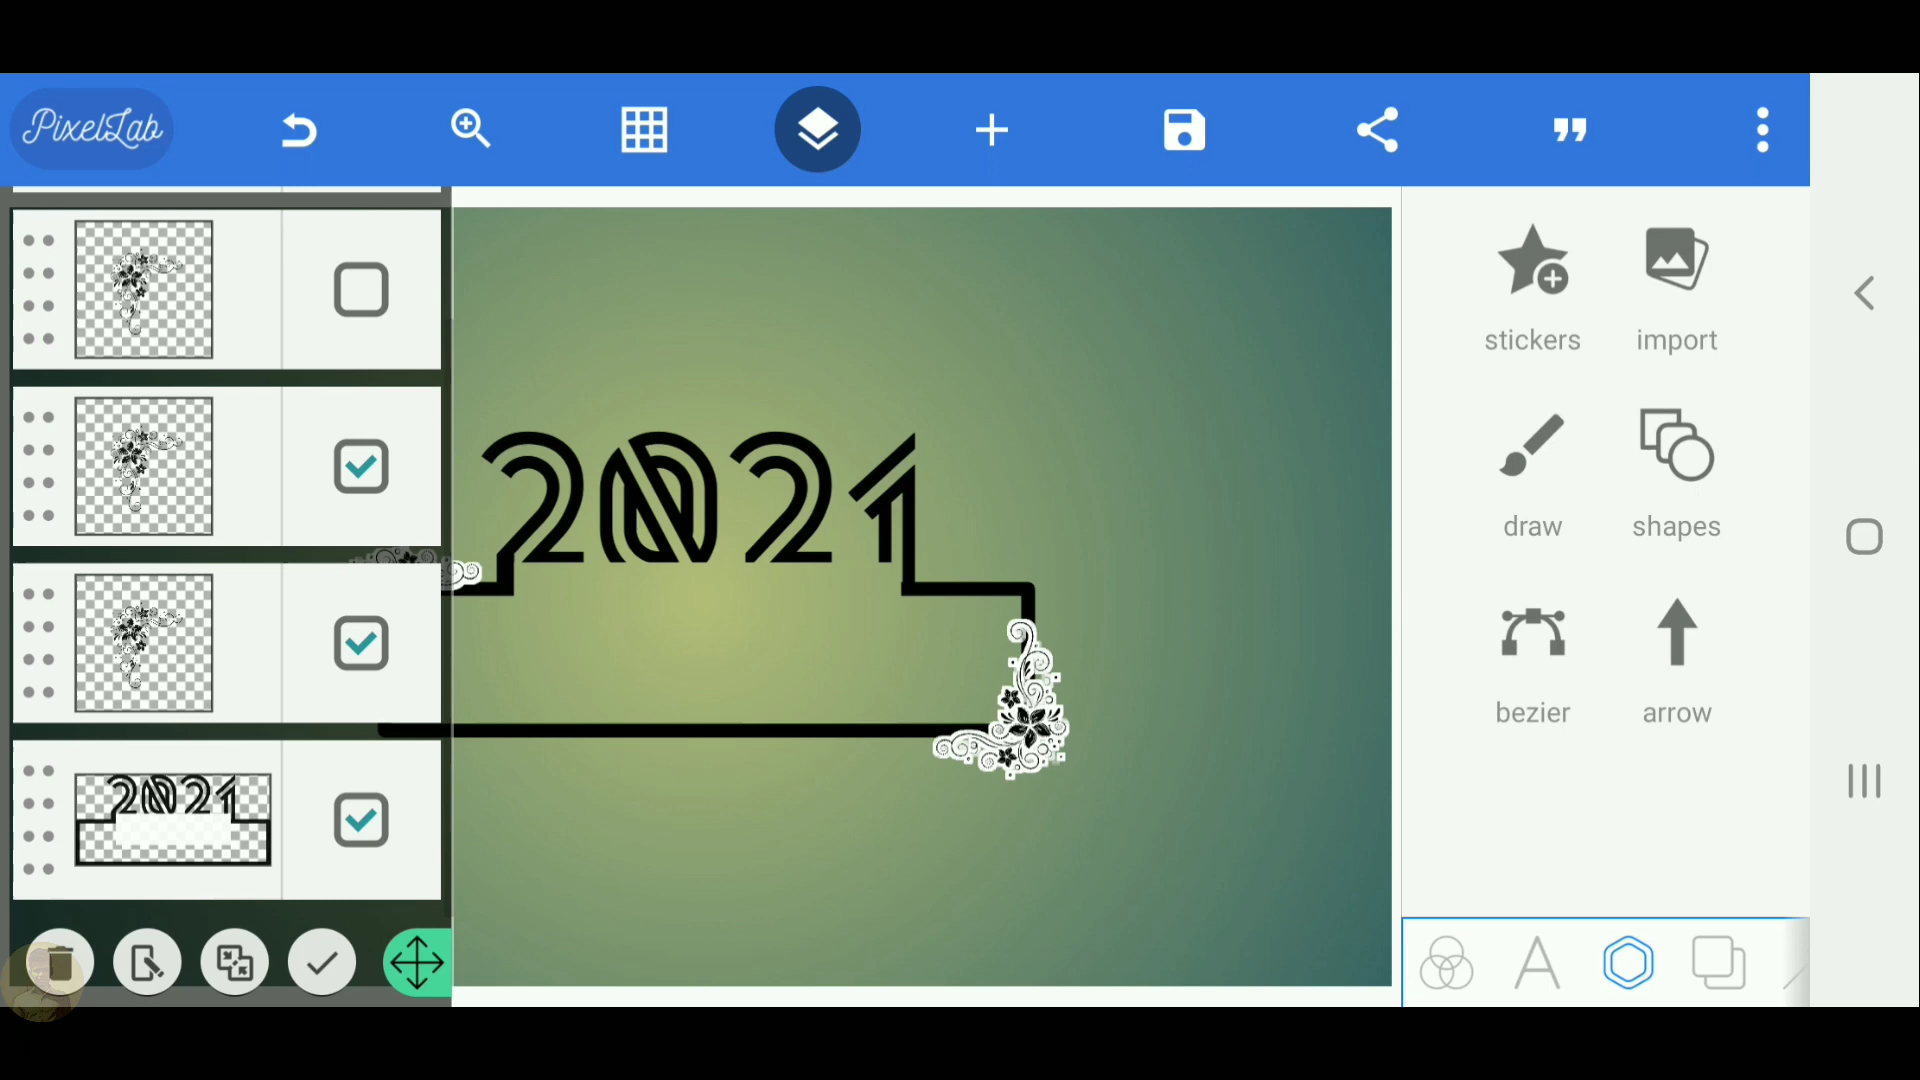 PixelLab
stickers
import
2021
draw
shapes
bezier
arrow
2021
A